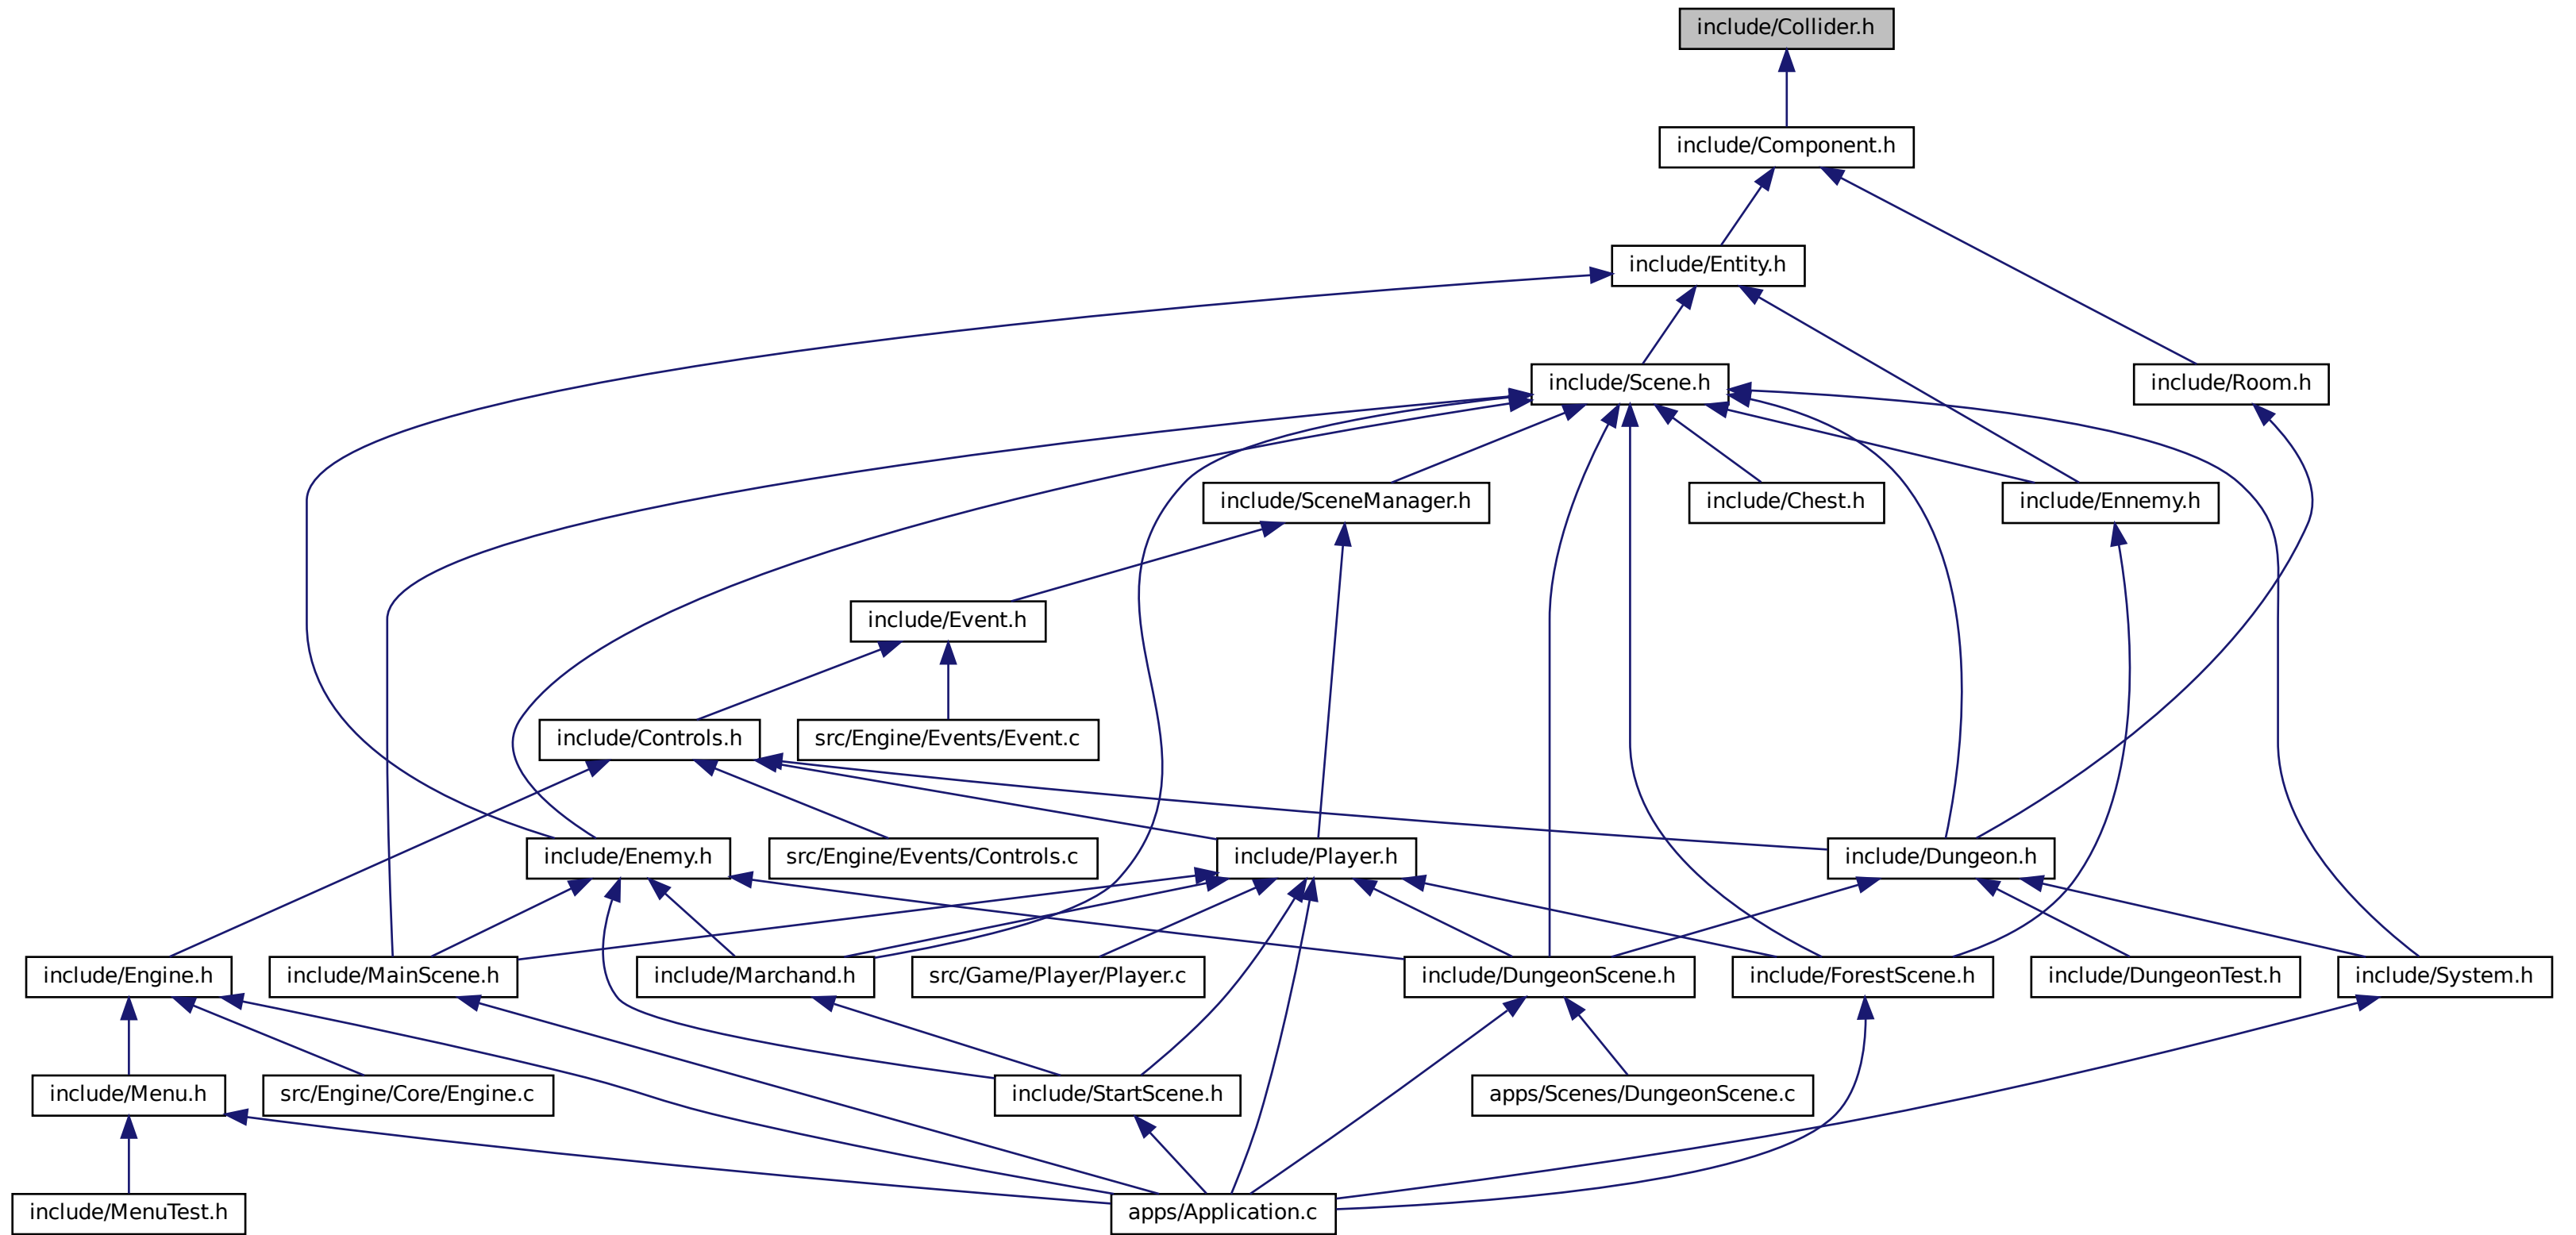 include/Collider.h
include/Component.h
include/Entity.h
include/Scene.h
include/Room.h
include/SceneManager.h
include/Chest.h
include/Ennemy.h
include/Event.h
include/Controls.h
src/Engine/Events/Event.c
include/Enemy.h
src/Engine/Events/Controls.c
include/Player.h
include/Dungeon.h
include/Engine.h
include/MainScene.h
include/Marchand.h
src/Game/Player/Player.c
include/DungeonScene.h
include/ForestScene.h
include/DungeonTest.h
include/System.h
include/Menu.h
src/Engine/Core/Engine.c
include/StartScene.h
apps/Scenes/DungeonScene.c
include/MenuTest.h
apps/Application.c